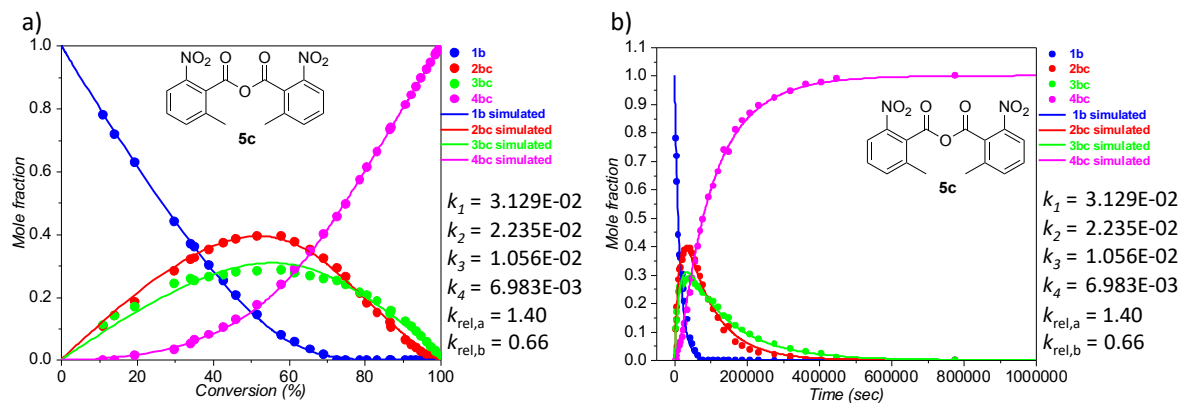 a)
Mole fraction
1.0
0.8
0.6
0.4
0.2
0.0
0 20 40 60 80 100
Conversion (%)
NO₂ O O NO₂
O
5c
1b
2bc
3bc
4bc
1b simulated
2bc simulated
3bc simulated
4bc simulated
k₁ = 3.129E-02
k₂ = 2.235E-02
k₃ = 1.056E-02
k₄ = 6.983E-03
k_rel,a = 1.40
k_rel,b = 0.66
b)
Mole fraction
1.1
1.0
0.9
0.8
0.7
0.6
0.5
0.4
0.3
0.2
0.1
0.0
0 200000 400000 600000 800000 1000000
Time (sec)
NO₂ O O NO₂
O
5c
1b
2bc
3bc
4bc
1b simulated
2bc simulated
3bc simulated
4bc simulated
k₁ = 3.129E-02
k₂ = 2.235E-02
k₃ = 1.056E-02
k₄ = 6.983E-03
k_rel,a = 1.40
k_rel,b = 0.66